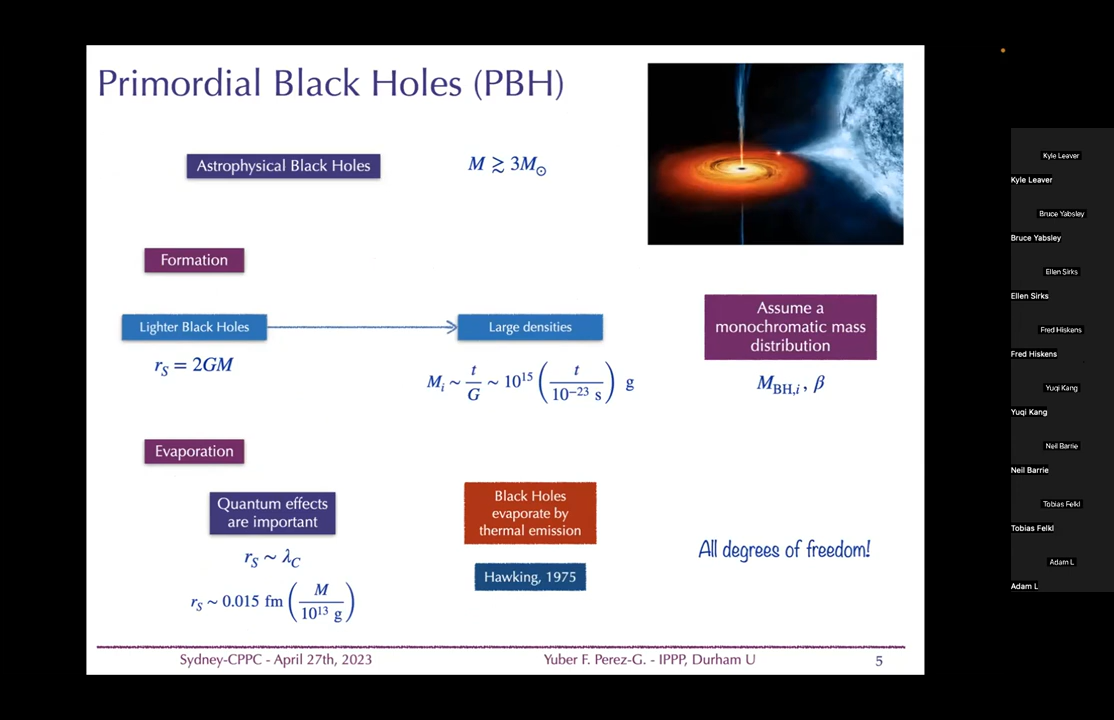 Primordial Black Holes (PBH)
Astrophysical Black Holes
M ≳ 3M⊙
Formation
Lighter Black Holes
Large densities
Assume a
monochromatic mass
distribution
r_S = 2GM
M_i ~ t/G ~ 10^15 (t / 10^−23 s) g
M_BH,i , β
Evaporation
Quantum effects
are important
Black Holes
evaporate by
thermal emission
All degrees of freedom!
r_S ~ λ_C
Hawking, 1975
r_S ~ 0.015 fm (M / 10^13 g)
Sydney-CPPC - April 27th, 2023
Yuber F. Perez-G. - IPPP, Durham U
5
Kyle Leaver
Kyle Leaver
Bruce Yabsley
Bruce Yabsley
Ellen Sirks
Ellen Sirks
Fred Hiskens
Fred Hiskens
Yuqi Kang
Yuqi Kang
Neil Barrie
Neil Barrie
Tobias Felkl
Tobias Felkl
Adam L
Adam L